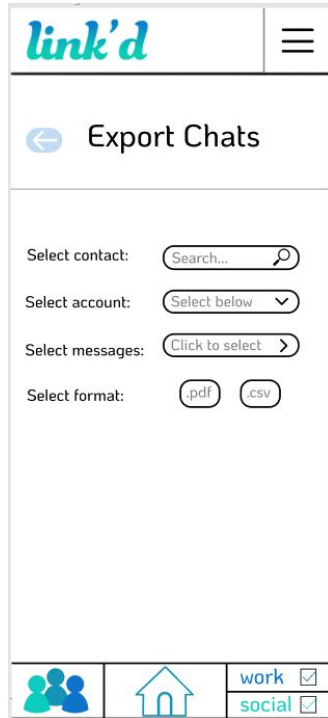 link'd
Export Chats
Select contact: Search...
Select account: Select below
Select messages: Click to select
Select format: .pdf .csv
work
social